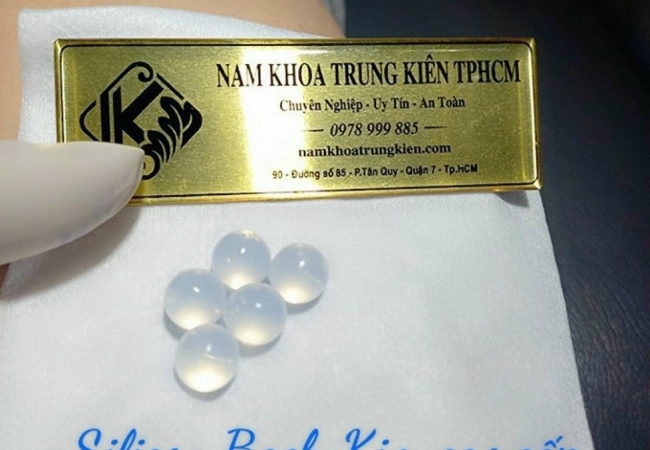 NAM KHOA TRUNG KIÊN TPHCM
Chuyên Nghiệp - Uy Tín - An Toàn
0978 999 885
namkhoatrungkien.com
90 - Đường số 85 - P.Tân Quy - Quận 7 - Tp.HCM
K